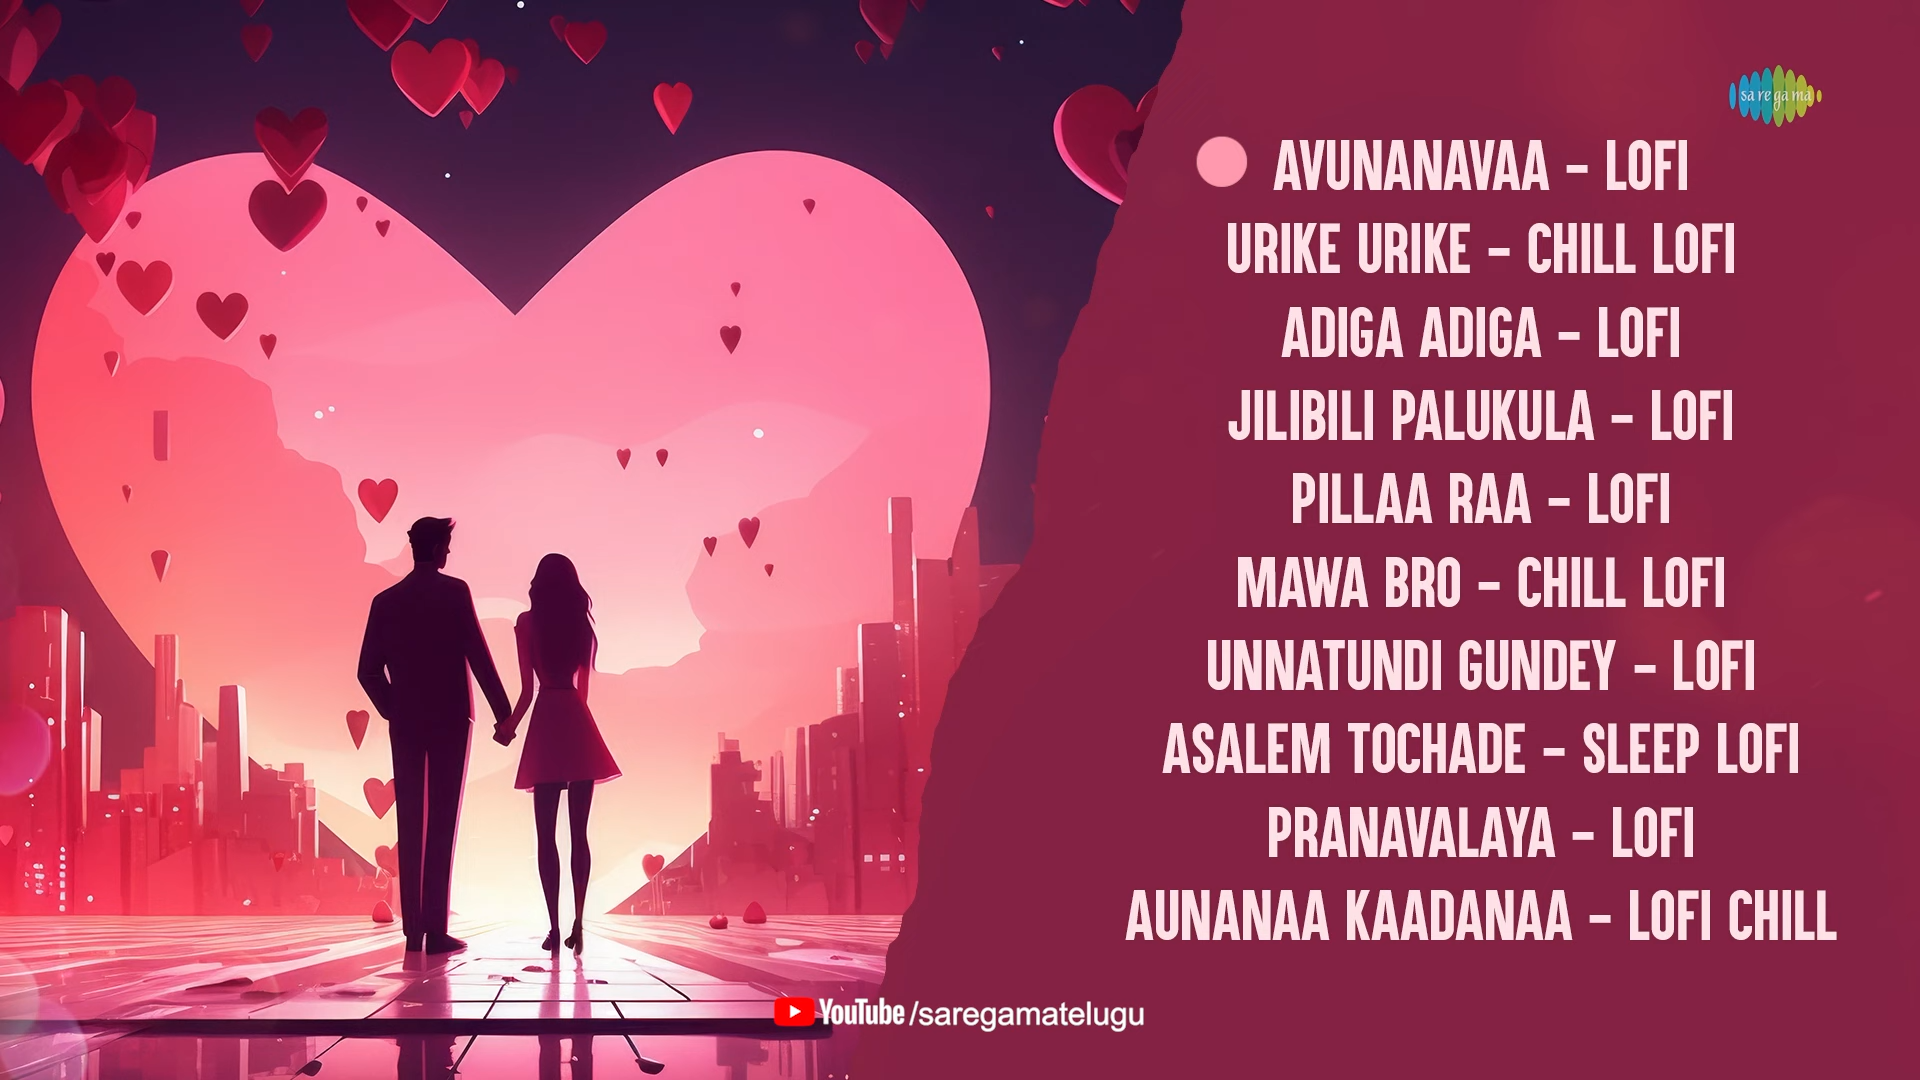 sa re ga ma
AVUNANAVAA - LOFI
URIKE URIKE - CHILL LOFI
ADIGA ADIGA - LOFI
JILIBILI PALUKULA - LOFI
PILLAA RAA - LOFI
MAWA BRO - CHILL LOFI
UNNATUNDI GUNDEY - LOFI
ASALEM TOCHADE - SLEEP LOFI
PRANAVALAYA - LOFI
AUNANAA KAADANAA - LOFI CHILL
YouTube /saregamatelugu